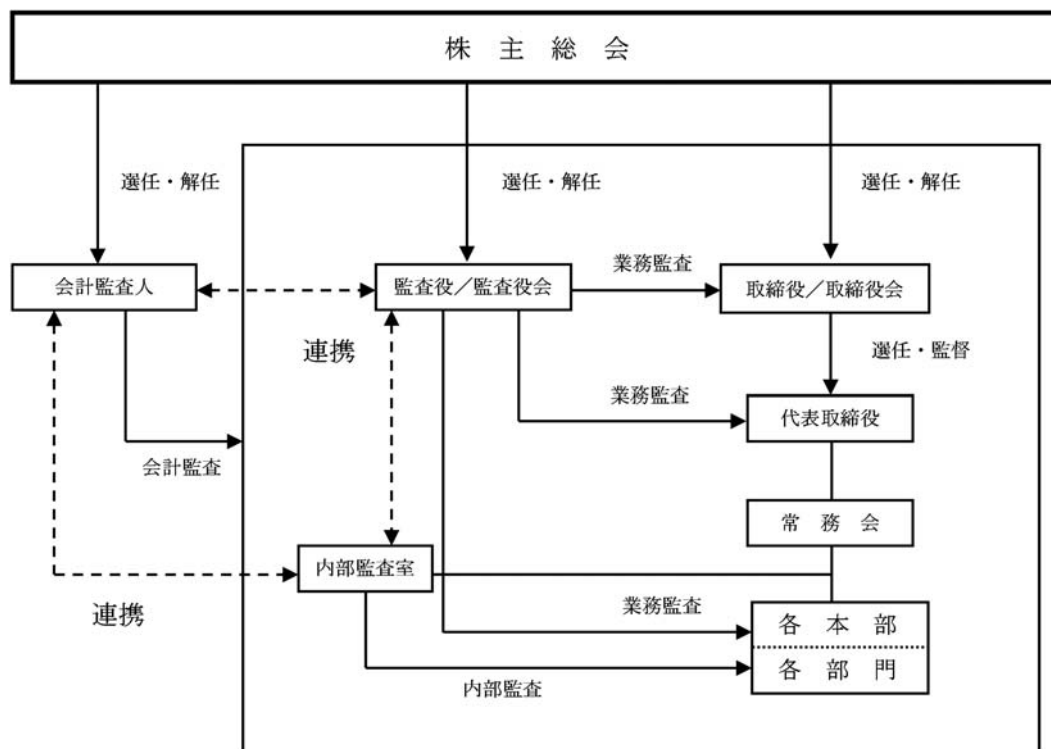 株主総会
選任・解任
選任・解任
選任・解任
業務監査
会計監査人
監査役／監査役会
取締役／取締役会
連携
選任・監督
業務監査
代表取締役
会計監査
常務会
内部監査室
連携
業務監査
各本部
各部門
内部監査